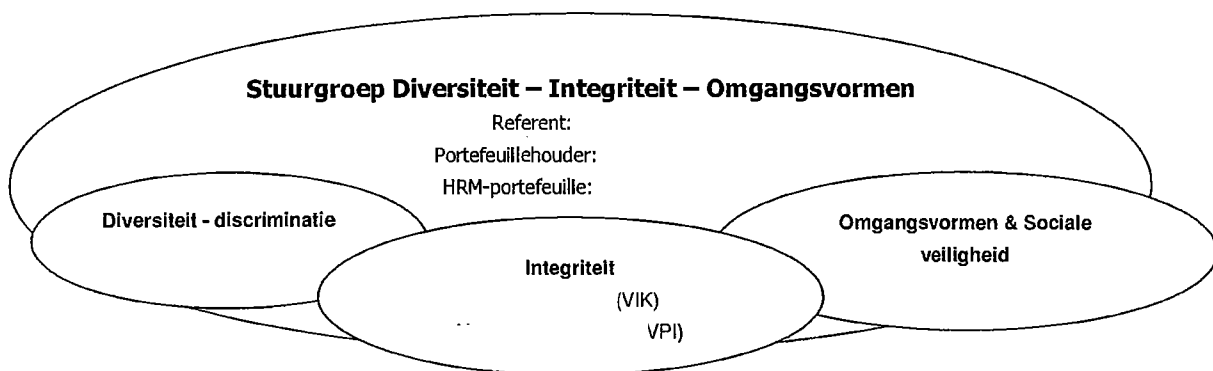 Stuurgroep Diversiteit – Integriteit – Omgangsvormen
Referent:
Portefeuillehouder:
HRM-portefeuille:
Diversiteit - discriminatie
Integriteit
(VIK)
VPI)
Omgangsvormen & Sociale
veiligheid